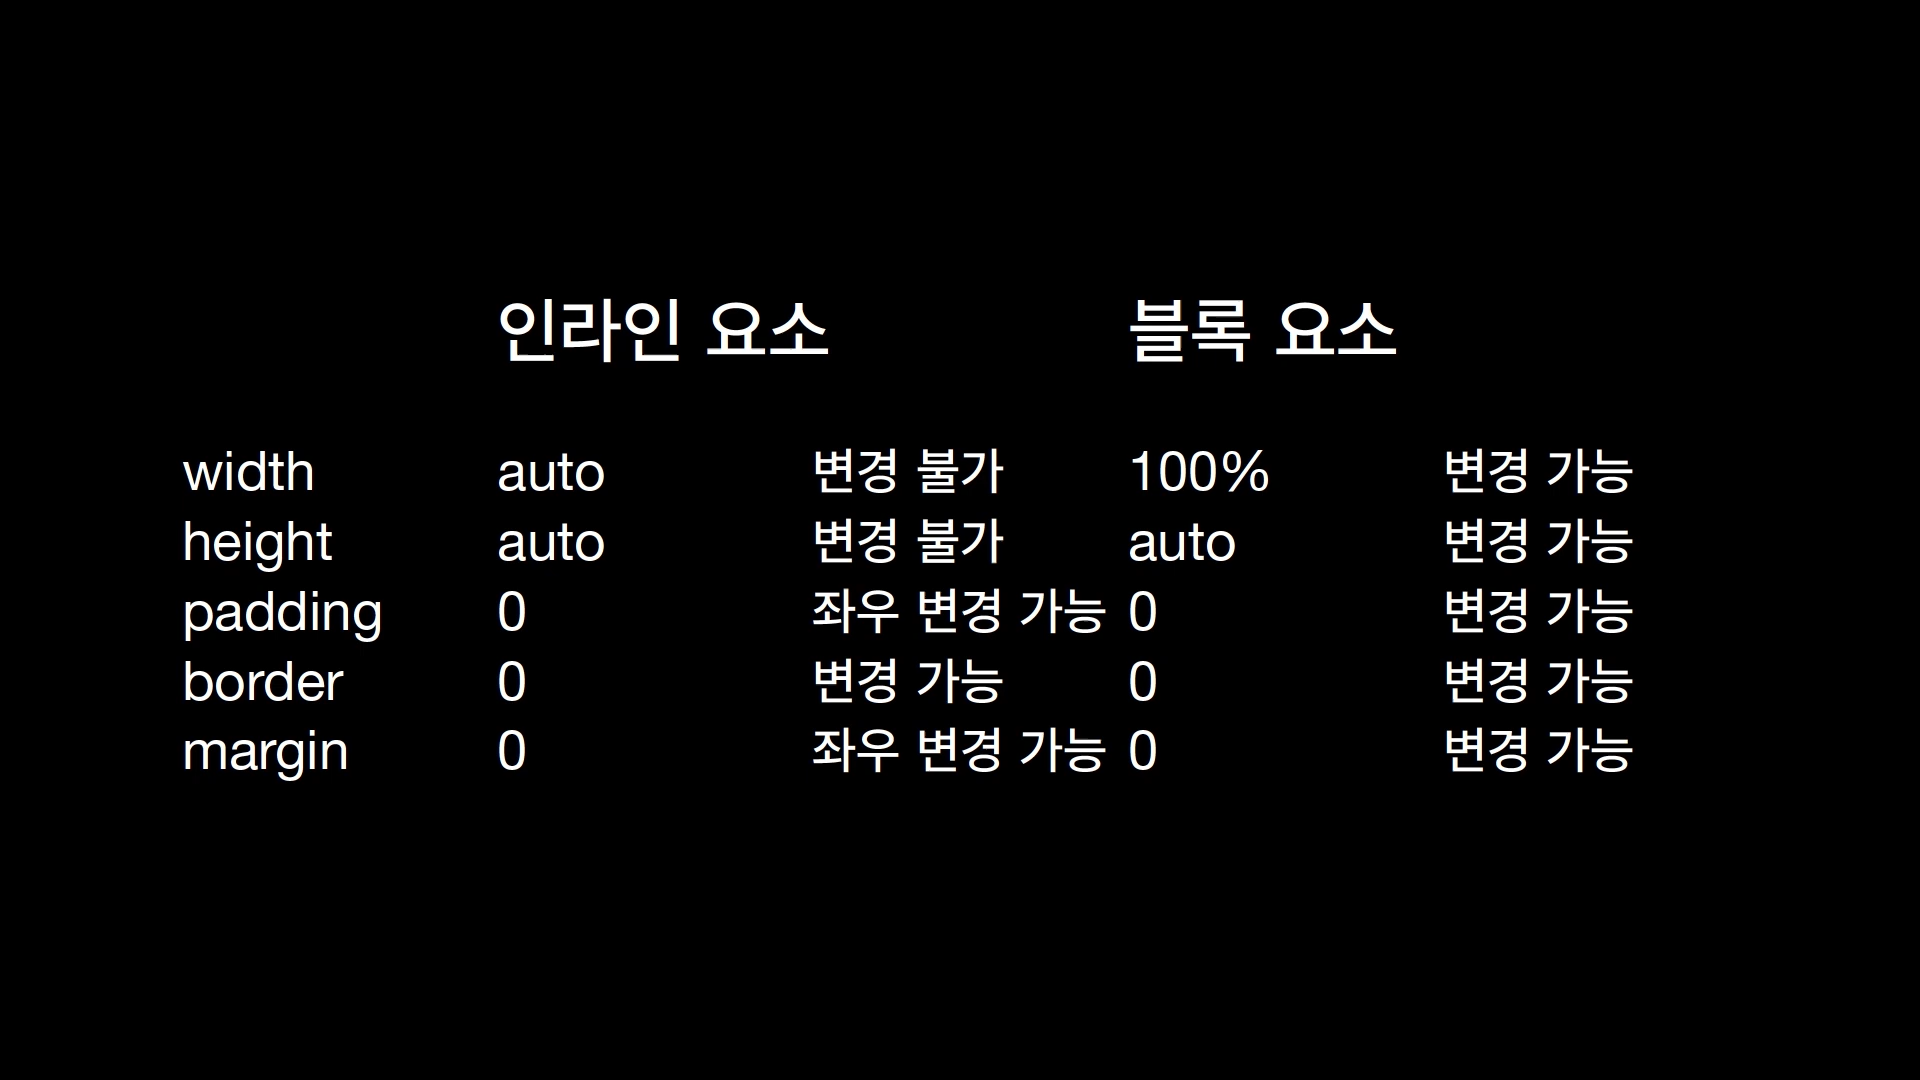 인라인 요소 블록 요소
width auto 변경 불가 100% 변경 가능
height auto 변경 불가 auto 변경 가능
padding 0 좌우 변경 가능 0 변경 가능
border 0 변경 가능 0 변경 가능
margin 0 좌우 변경 가능 0 변경 가능